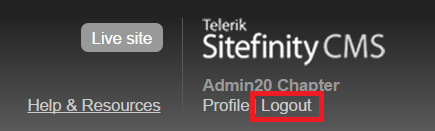 Live site
Telerik
Sitefinity CMS
Admin20 Chapter
Help & Resources
Profile Logout